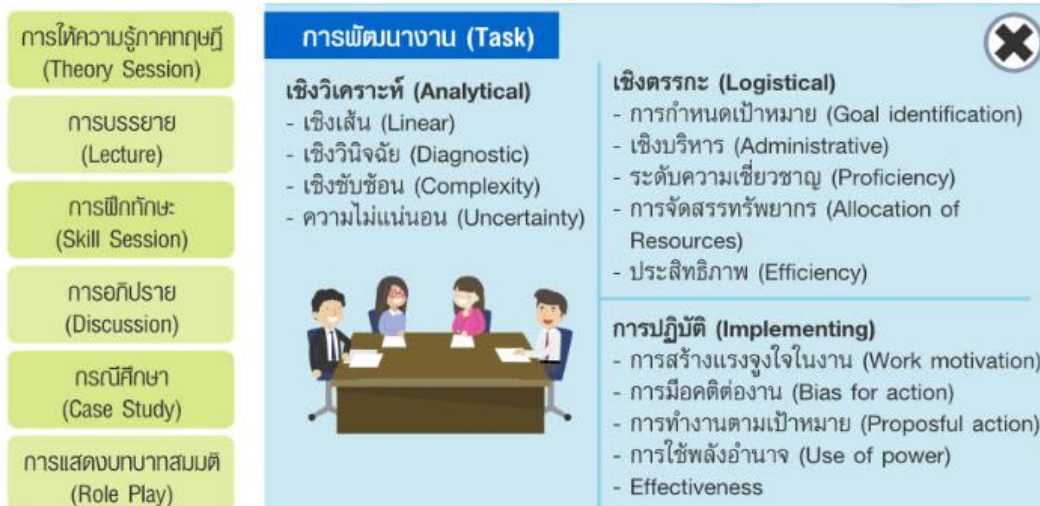 การให้ความรู้ภาคทฤษฎี
(Theory Session)
การบรรยาย
(Lecture)
การฝึกทักษะ
(Skill Session)
การอภิปราย
(Discussion)
กรณีศึกษา
(Case Study)
การแสดงบทบาทสมมติ
(Role Play)
การพัฒนางาน (Task)
เชิงวิเคราะห์ (Analytical)
- เชิงเส้น (Linear)
- เชิงวินิจฉัย (Diagnostic)
- เชิงซับซ้อน (Complexity)
- ความไม่แน่นอน (Uncertainty)
เชิงตรรกะ (Logistical)
- การกำหนดเป้าหมาย (Goal identification)
- เชิงบริหาร (Administrative)
- ระดับความเชี่ยวชาญ (Proficiency)
- การจัดสรรทรัพยากร (Allocation of
Resources)
- ประสิทธิภาพ (Efficiency)
การปฏิบัติ (Implementing)
- การสร้างแรงจูงใจในงาน (Work motivation)
- การมีอคติต่องาน (Bias for action)
- การทำงานตามเป้าหมาย (Proposful action)
- การใช้พลังอำนาจ (Use of power)
- Effectiveness